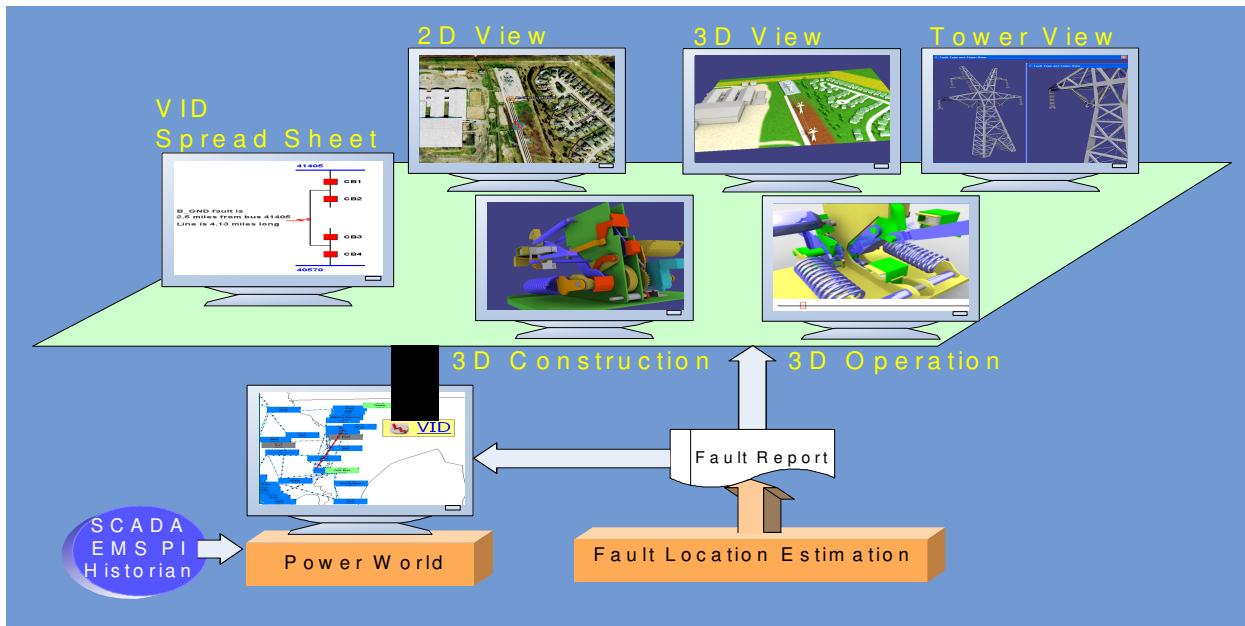 2D View
3D View
Tower View
VID
Spread Sheet
41405
CB1
CB2
B_GND fault is
2.5 miles from bus 41405
Line is 4.13 miles long
CB3
CB4
40570
3D Construction
3D Operation
VID
Fault Report
SCADA
EMS PI
Historian
Power World
Fault Location Estimation